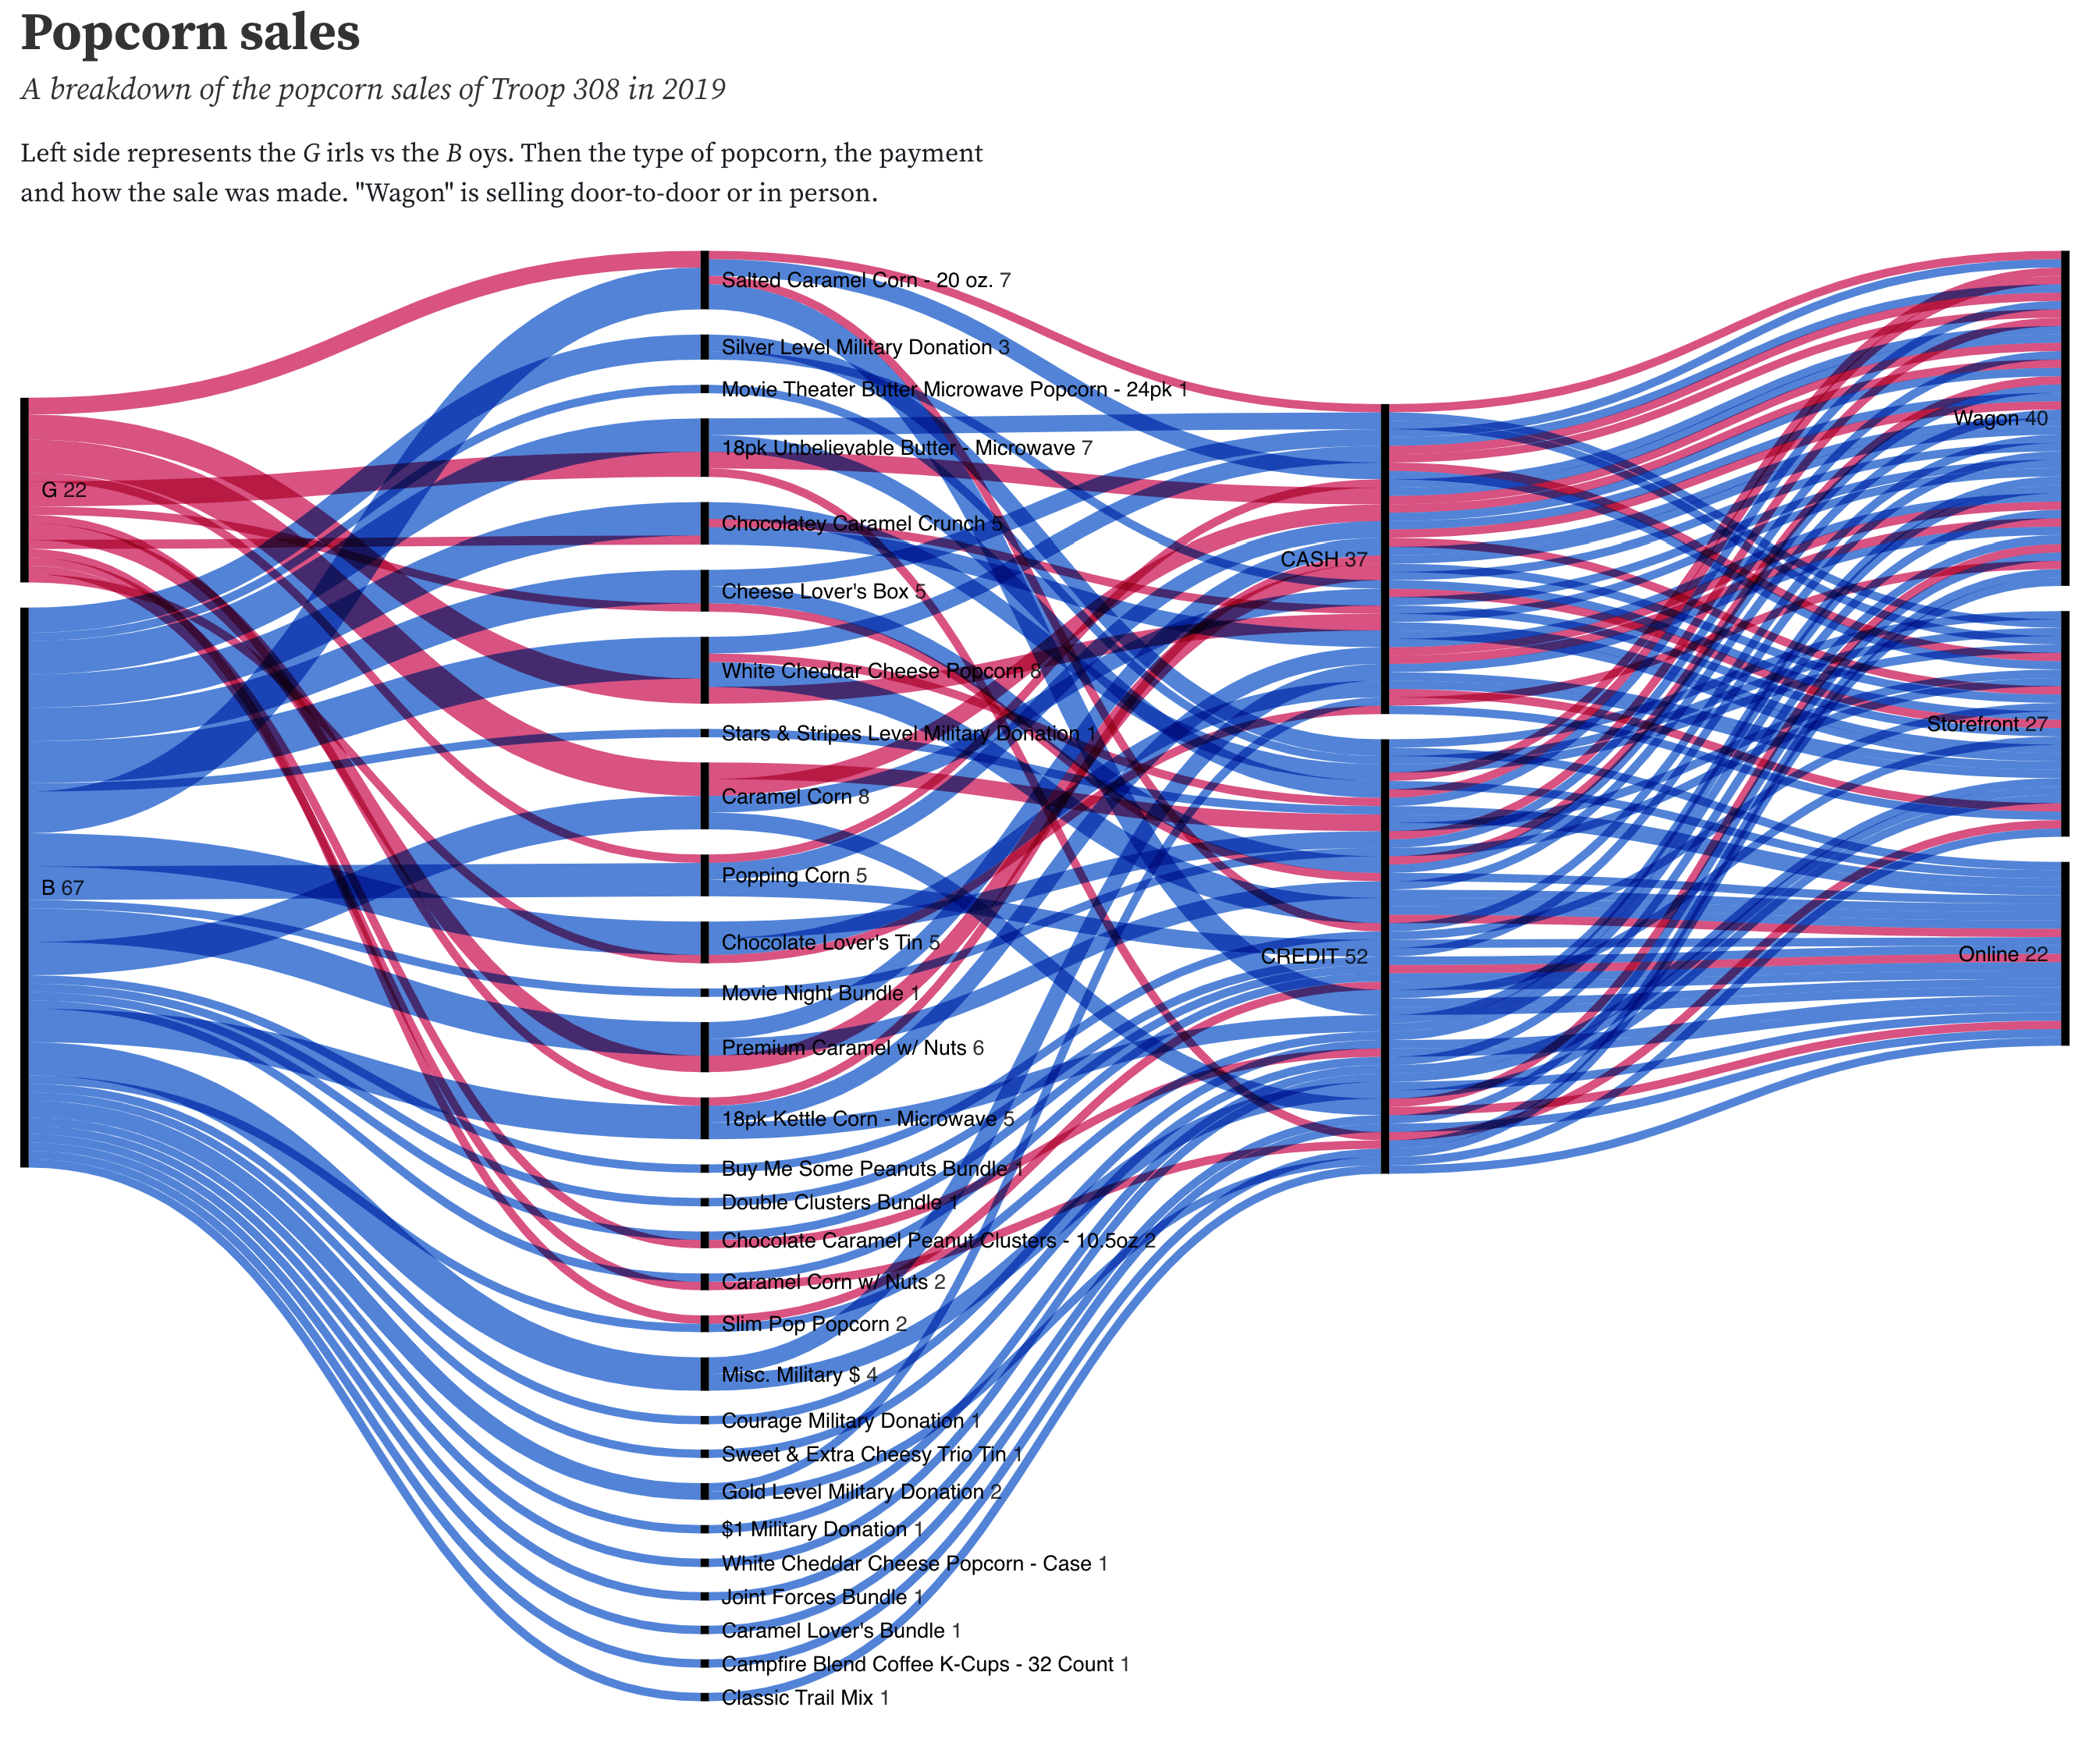 Popcorn sales
A breakdown of the popcorn sales of Troop 308 in 2019
Left side represents the G irls vs the B oys. Then the type of popcorn, the payment
and how the sale was made. "Wagon" is selling door-to-door or in person.
G 22
B 67
Salted Caramel Corn - 20 oz. 7
Silver Level Military Donation 3
Movie Theater Butter Microwave Popcorn - 24pk 1
18pk Unbelievable Butter - Microwave 7
Chocolatey Caramel Crunch 5
Cheese Lover's Box 5
White Cheddar Cheese Popcorn 8
Stars & Stripes Level Military Donation 1
Caramel Corn 8
Popping Corn 5
Chocolate Lover's Tin 5
Movie Night Bundle 1
Premium Caramel w/ Nuts 6
18pk Kettle Corn - Microwave 5
Buy Me Some Peanuts Bundle 1
Double Clusters Bundle 1
Chocolate Caramel Peanut Clusters - 10.5oz 2
Caramel Corn w/ Nuts 2
Slim Pop Popcorn 2
Misc. Military $ 4
Courage Military Donation 1
Sweet & Extra Cheesy Trio Tin 1
Gold Level Military Donation 2
$1 Military Donation 1
White Cheddar Cheese Popcorn - Case 1
Joint Forces Bundle 1
Caramel Lover's Bundle 1
Campfire Blend Coffee K-Cups - 32 Count 1
Classic Trail Mix 1
CASH 37
CREDIT 52
Wagon 40
Storefront 27
Online 22